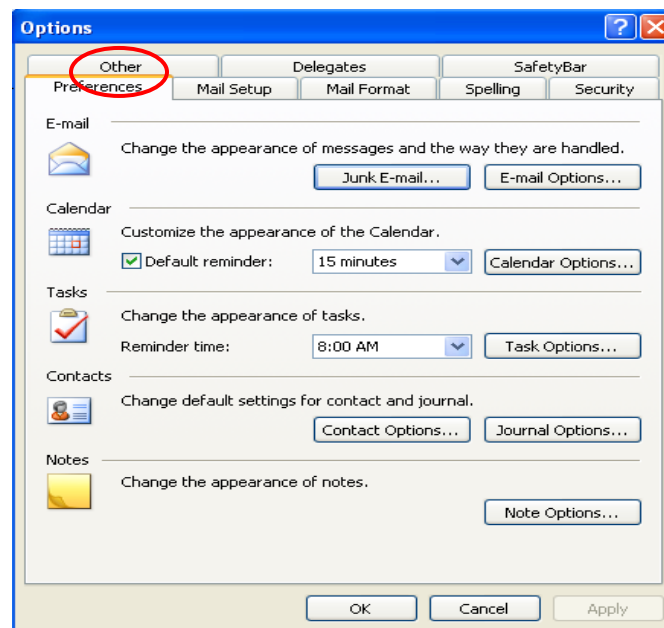 Options
Other Delegates SafetyBar
Preferences Mail Setup Mail Format Spelling Security
E-mail
Change the appearance of messages and the way they are handled.
Junk E-mail... E-mail Options...
Calendar
Customize the appearance of the Calendar.
Default reminder: 15 minutes Calendar Options...
Tasks
Change the appearance of tasks.
Reminder time: 8:00 AM Task Options...
Contacts
Change default settings for contact and journal.
Contact Options... Journal Options...
Notes
Change the appearance of notes.
Note Options...
OK Cancel Apply